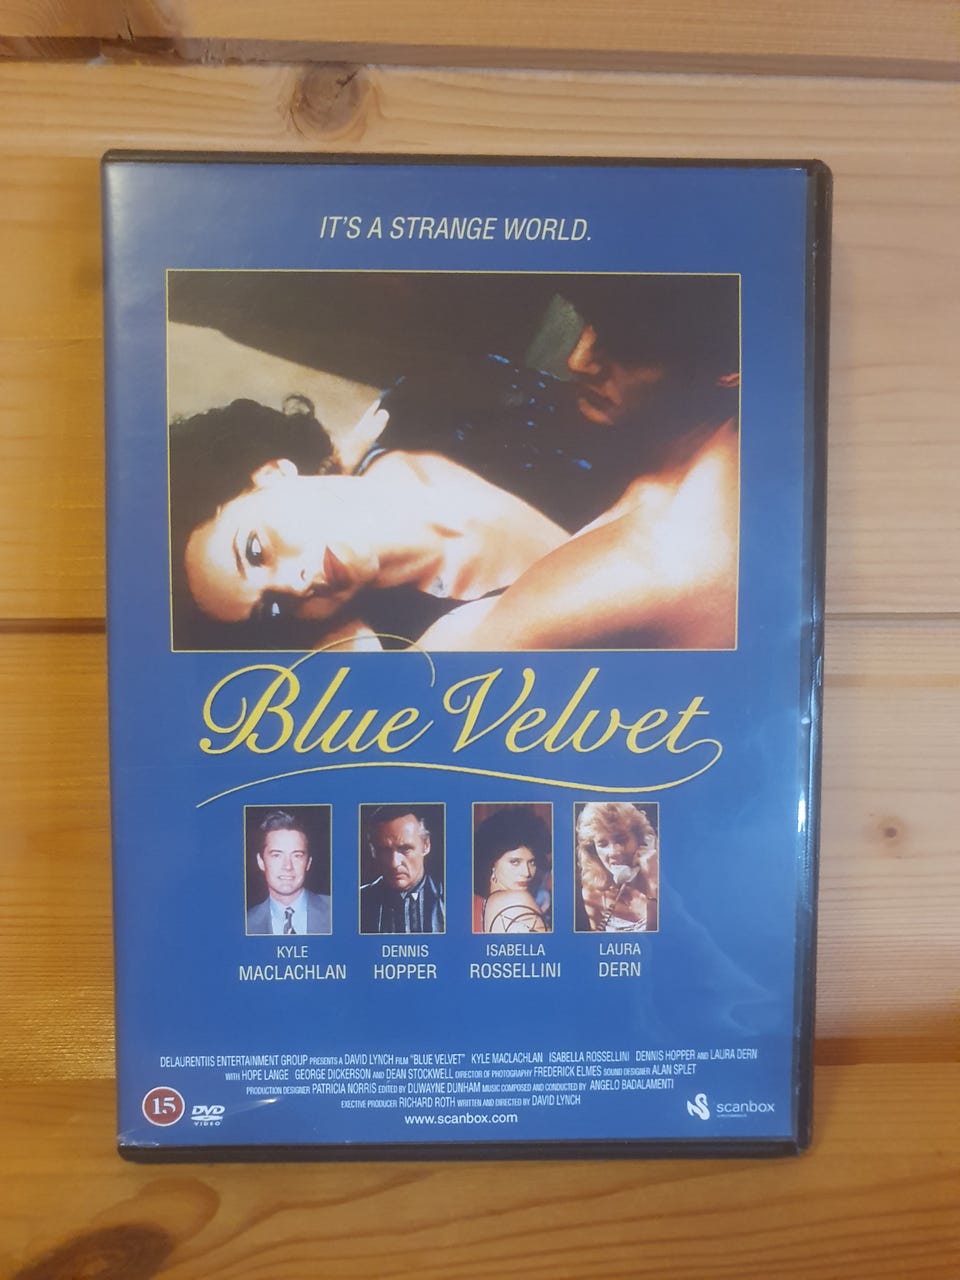 IT'S A STRANGE WORLD.
Blue Velvet
KYLE MACLACHLAN
DENNIS HOPPER
ISABELLA ROSSELLINI
LAURA DERN
DELAURENTIIS ENTERTAINMENT GROUP PRESENTS A DAVID LYNCH FILM "BLUE VELVET" KYLE MACLACHLAN ISABELLA ROSSELLINI DENNIS HOPPER AND LAURA DERN
WITH HOPE LANGE GEORGE DICKERSON AND DEAN STOCKWELL DIRECTOR OF PHOTOGRAPHY FREDERICK ELMES SOUND DESIGNER ALAN SPLET
PRODUCTION DESIGNER PATRICIA NORRIS EDITED BY DUWAYNE DUNHAM MUSIC COMPOSED AND CONDUCTED BY ANGELO BADALAMENTI
EXECTIVE PRODUCER RICHARD ROTH WRITTEN AND DIRECTED BY DAVID LYNCH
15
DVD
VIDEO
www.scanbox.com
scanbox